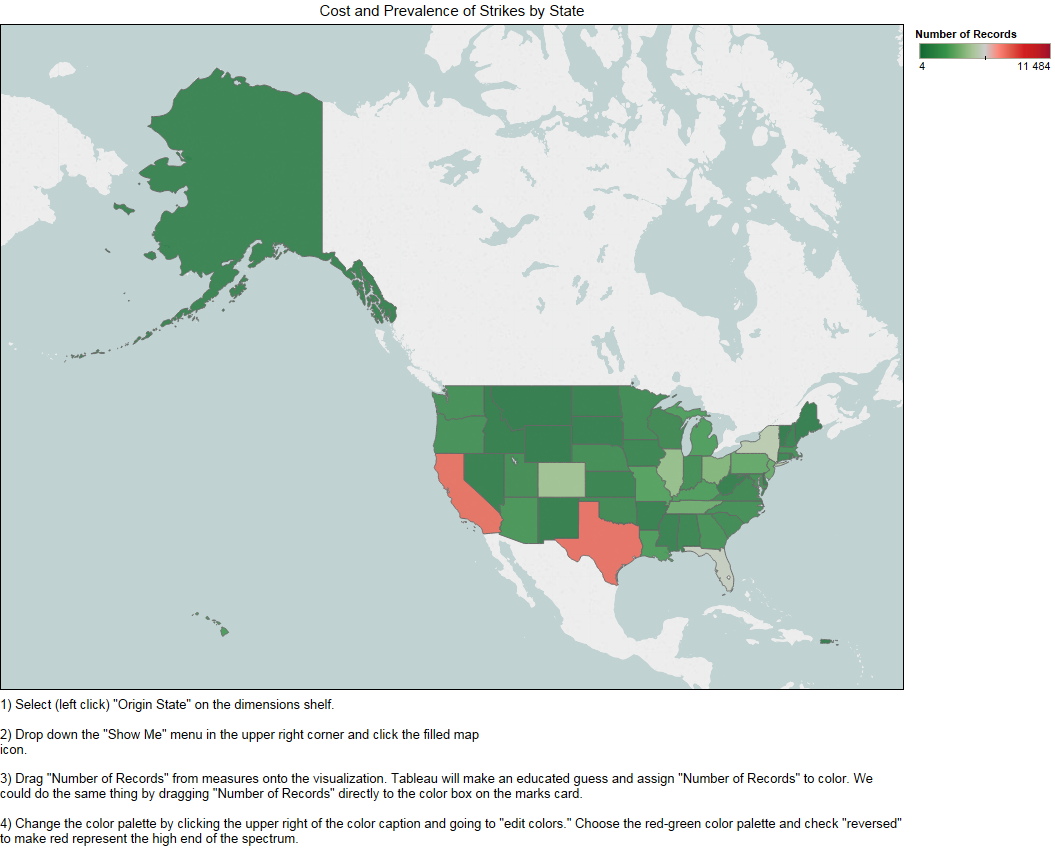 Cost and Prevalence of Strikes by State
Number of Records
4 11 484
1) Select (left click) "Origin State" on the dimensions shelf.
2) Drop down the "Show Me" menu in the upper right corner and click the filled map
icon.
3) Drag "Number of Records" from measures onto the visualization. Tableau will make an educated guess and assign "Number of Records" to color. We
could do the same thing by dragging "Number of Records" directly to the color box on the marks card.
4) Change the color palette by clicking the upper right of the color caption and going to "edit colors." Choose the red-green color palette and check "reversed"
to make red represent the high end of the spectrum.